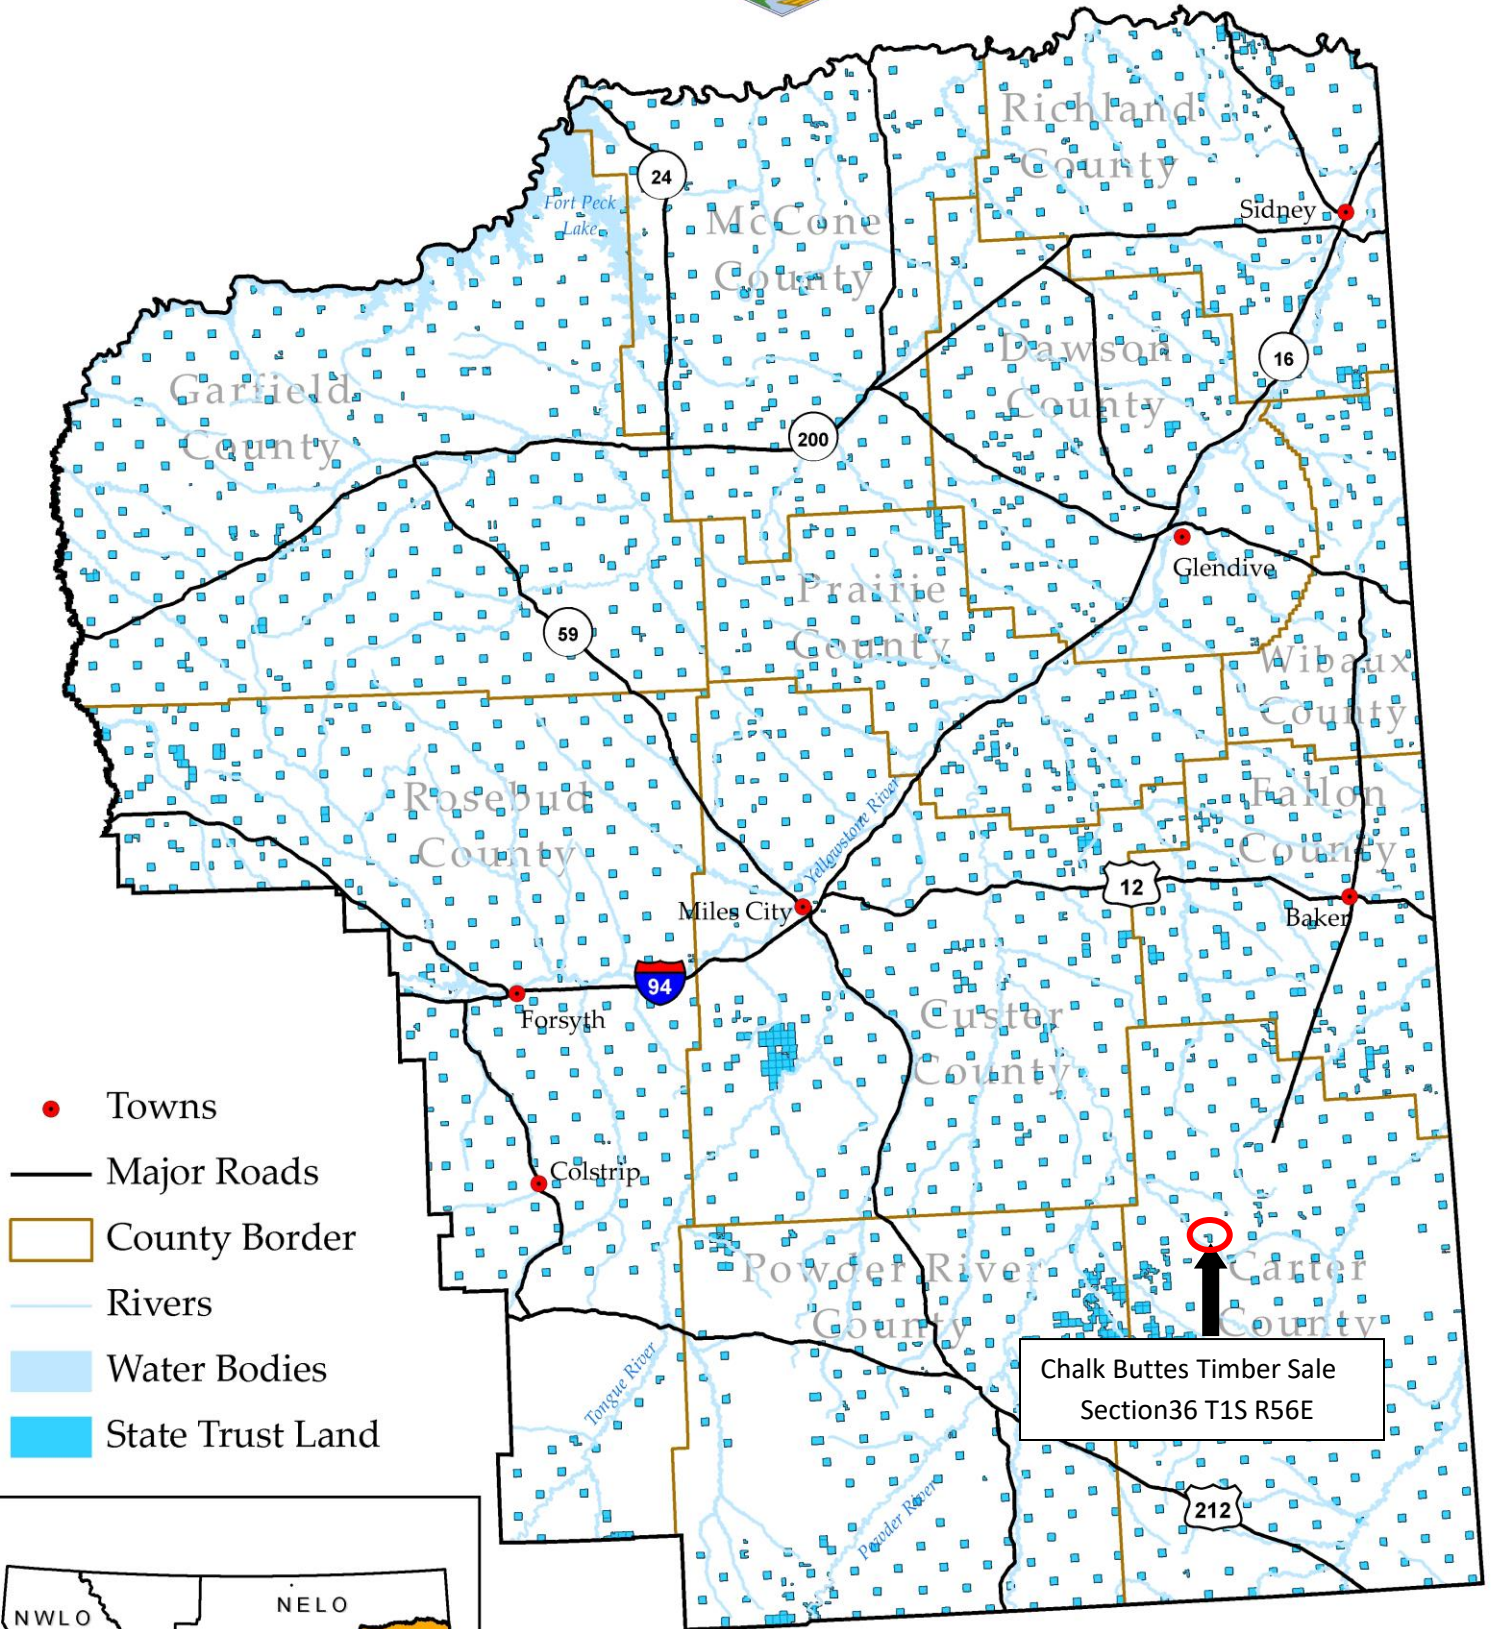 Richland
County
24
Fort Peck
Lake
McCone
County
Sidney
Dawson
County
16
Garfield
County
200
Glendive
Prairie
County
59
Wibaux
County
Rosebud
County
Yellowstone River
Fallon
County
12
Miles City
Baker
94
Forsyth
Custer
County
Towns
Major Roads
County Border
Rivers
Water Bodies
State Trust Land
Colstrip
Powder River
County
Carter
County
Tongue River
Chalk Buttes Timber Sale
Section36 T1S R56E
Powder River
212
NWLO
NELO